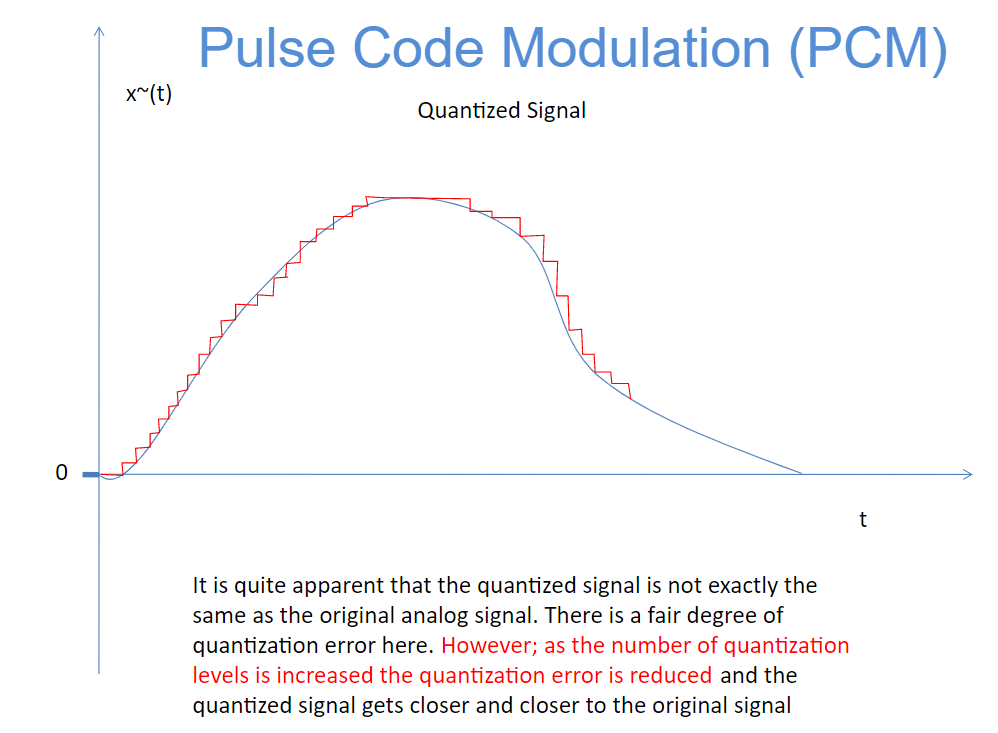 Pulse Code Modulation (PCM)
x~(t)
Quantized Signal
0
t
It is quite apparent that the quantized signal is not exactly the
same as the original analog signal. There is a fair degree of
quantization error here. However; as the number of quantization
levels is increased the quantization error is reduced and the
quantized signal gets closer and closer to the original signal